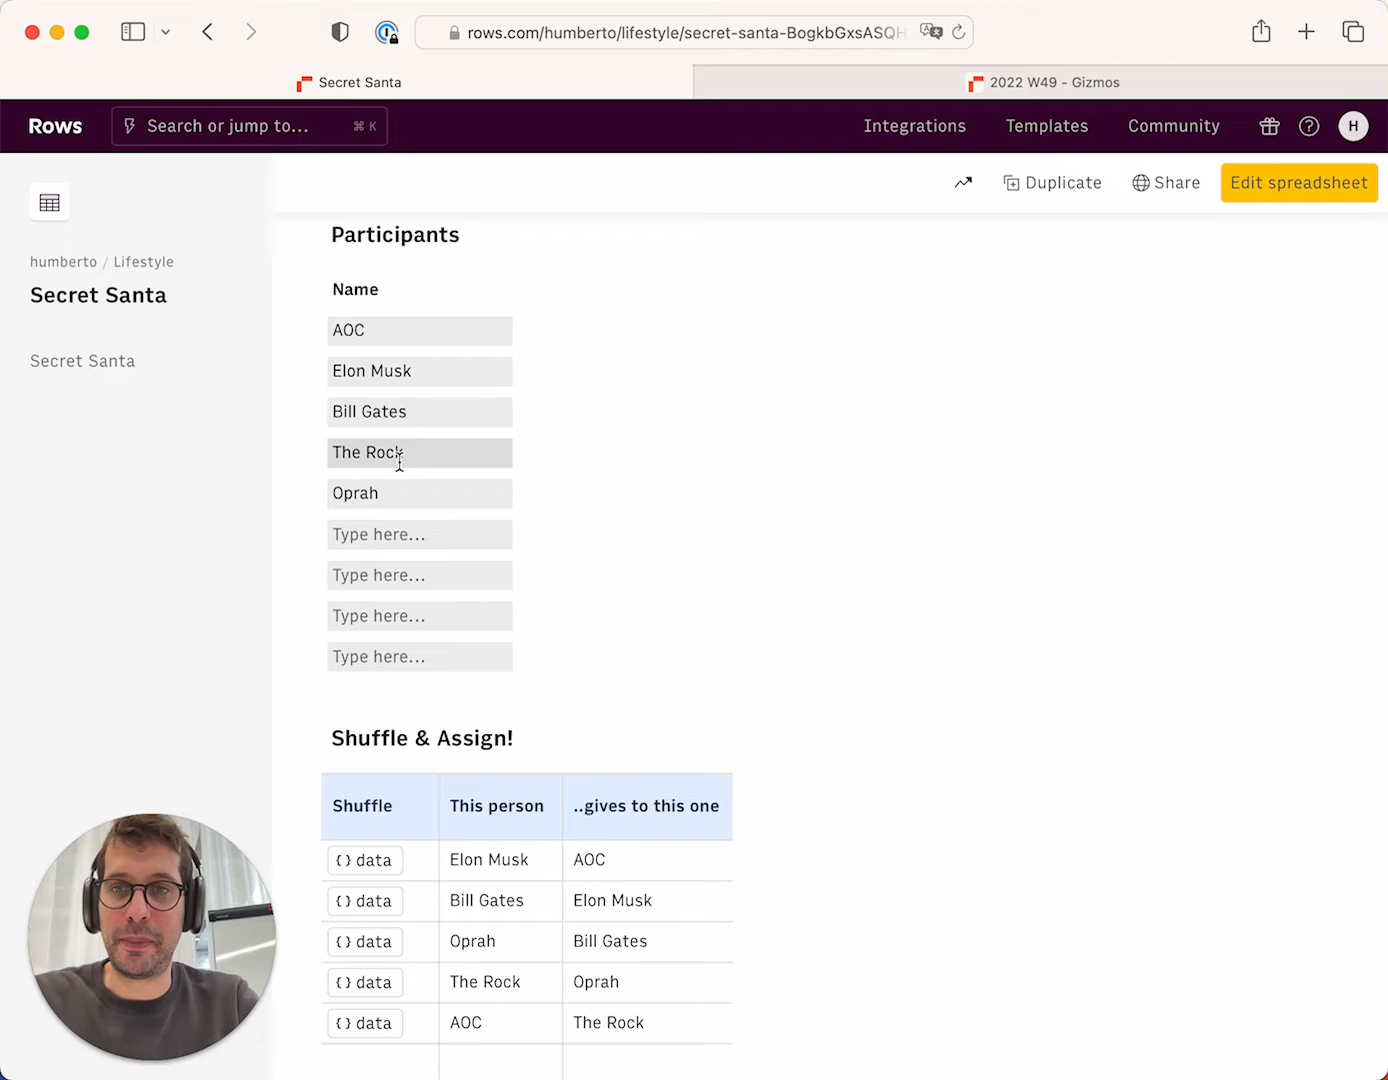 rows.com/humberto/lifestyle/secret-santa-BogkbGxsASQH
Secret Santa
2022 W49 - Gizmos
Rows
Search or jump to...
⌘ K
Integrations
Templates
Community
H
Duplicate
Share
Edit spreadsheet
humberto / Lifestyle
Secret Santa
Secret Santa
Participants
Name
AOC
Elon Musk
Bill Gates
The Rock
Oprah
Type here...
Type here...
Type here...
Type here...
Shuffle & Assign!
Shuffle This person ..gives to this one
{} data Elon Musk AOC
{} data Bill Gates Elon Musk
{} data Oprah Bill Gates
{} data The Rock Oprah
{} data AOC The Rock